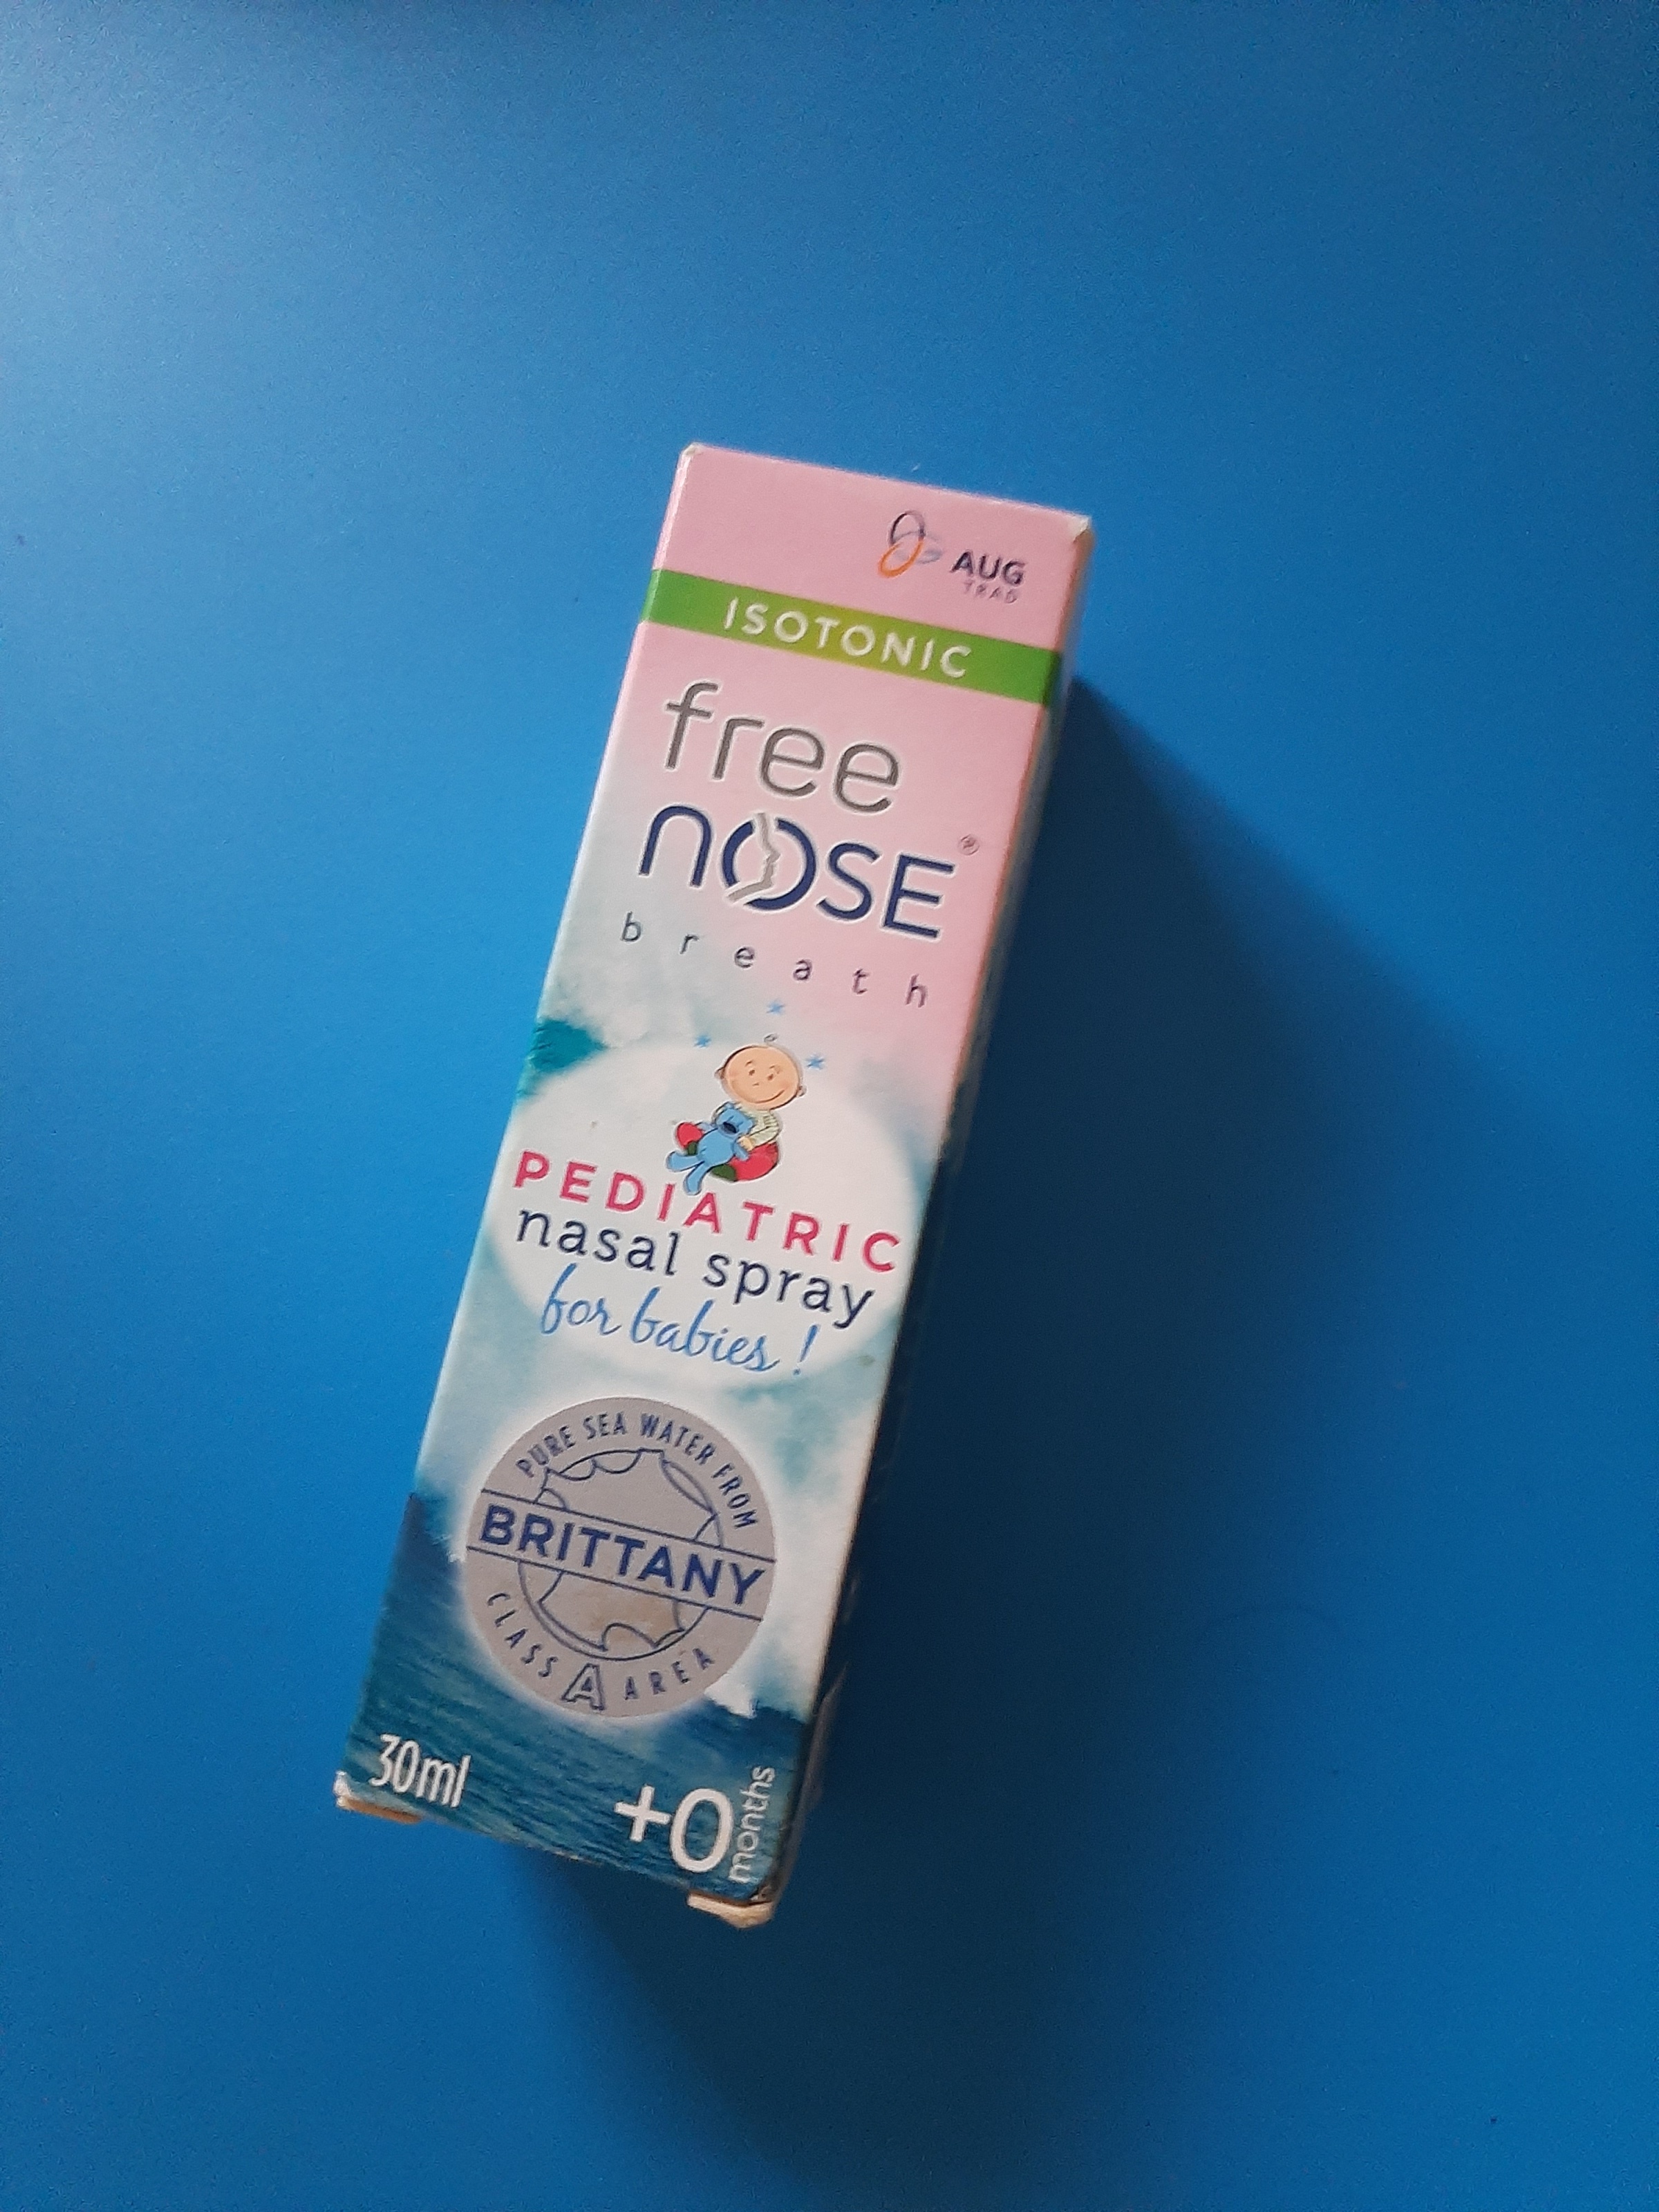 AUG
TRAD
ISOTONIC
free
nOSE®
breath
PEDIATRIC
nasal spray
for babies!
PURE SEA WATER FROM
BRITTANY
CLASS A AREA
30ml
+0 months